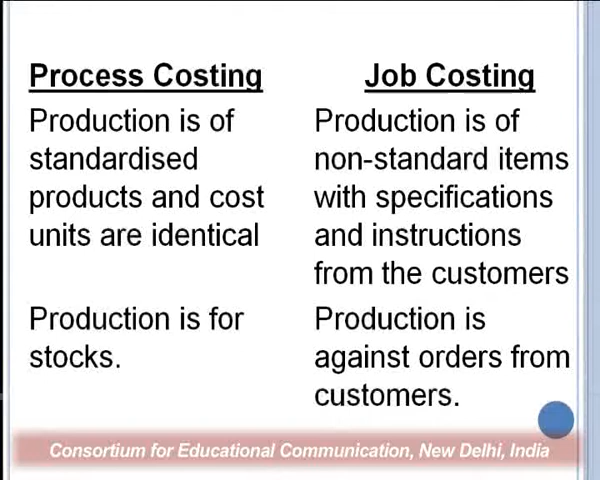 Process Costing
Production is of
standardised
products and cost
units are identical
Production is for
stocks.
Job Costing
Production is of
non-standard items
with specifications
and instructions
from the customers
Production is
against orders from
customers.
Consortium for Educational Communication, New Delhi, India